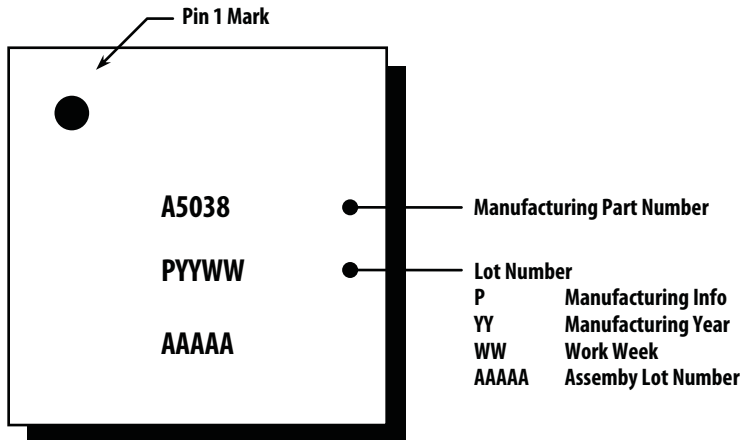 Pin 1 Mark
A5038
Manufacturing Part Number
PYYWW
Lot Number
P Manufacturing Info
YY Manufacturing Year
WW Work Week
AAAAA
AAAAA Assemby Lot Number